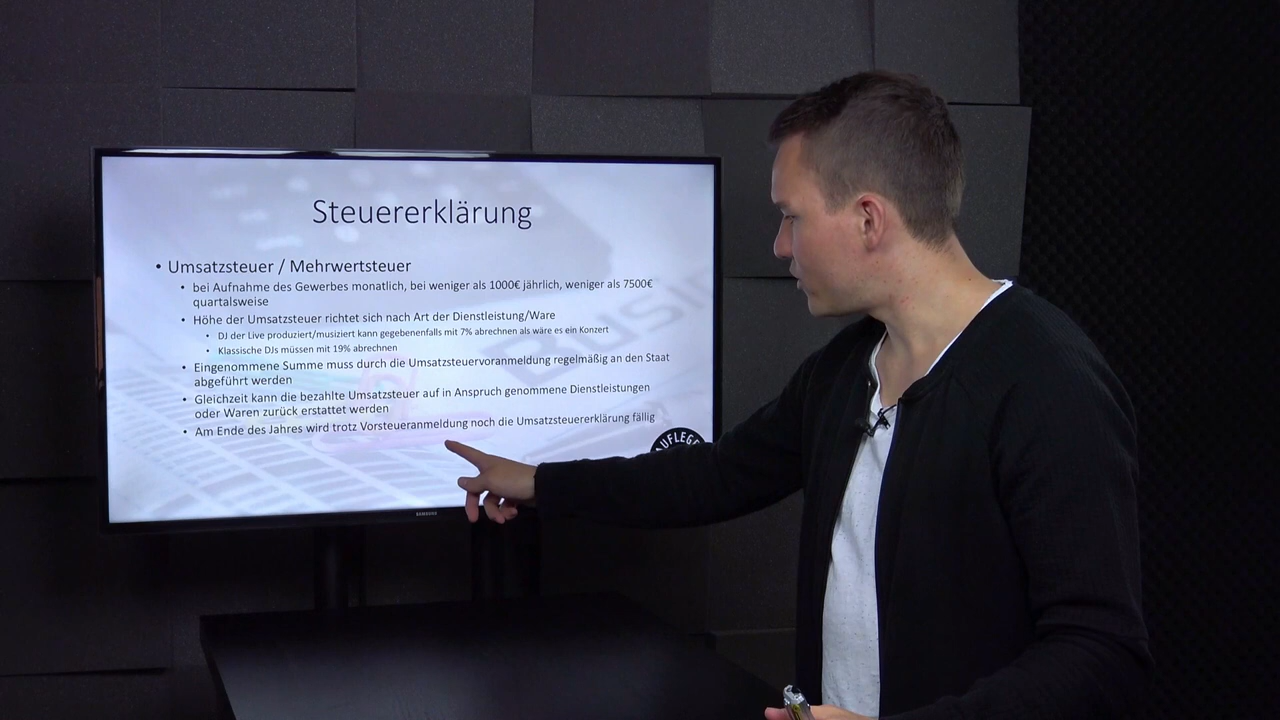 Steuererklärung
• Umsatzsteuer / Mehrwertsteuer
• bei Aufnahme des Gewerbes monatlich, bei weniger als 1000€ jährlich, weniger als 7500€
quartalsweise
• Höhe der Umsatzsteuer richtet sich nach Art der Dienstleistung/Ware
• DJ der Live produziert/musiziert kann gegebenenfalls mit 7% abrechnen als wäre es ein Konzert
• Klassische DJs müssen mit 19% abrechnen
• Eingenommene Summe muss durch die Umsatzsteuervoranmeldung regelmäßig an den Staat
abgeführt werden
• Gleichzeit kann die bezahlte Umsatzsteuer auf in Anspruch genommene Dienstleistungen
oder Waren zurück erstattet werden
• Am Ende des Jahres wird trotz Vorsteueranmeldung noch die Umsatzsteuererklärung fällig
SAMSUNG